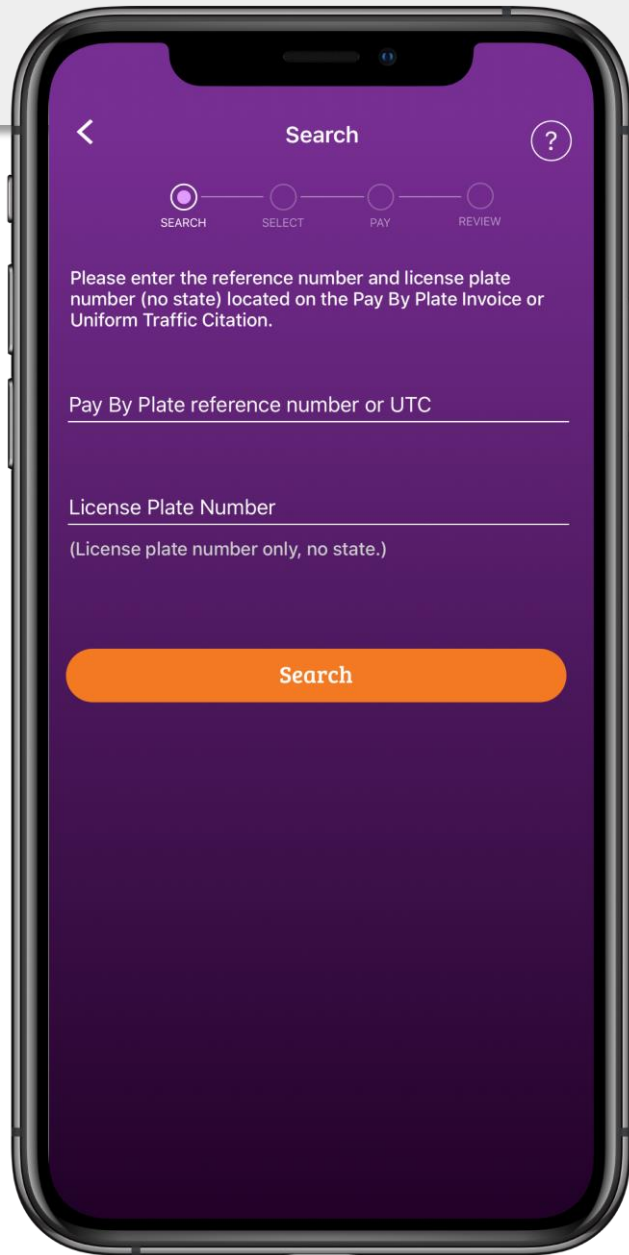 Search
?
SEARCH SELECT PAY REVIEW
Please enter the reference number and license plate
number (no state) located on the Pay By Plate Invoice or
Uniform Traffic Citation.
Pay By Plate reference number or UTC
License Plate Number
(License plate number only, no state.)
Search